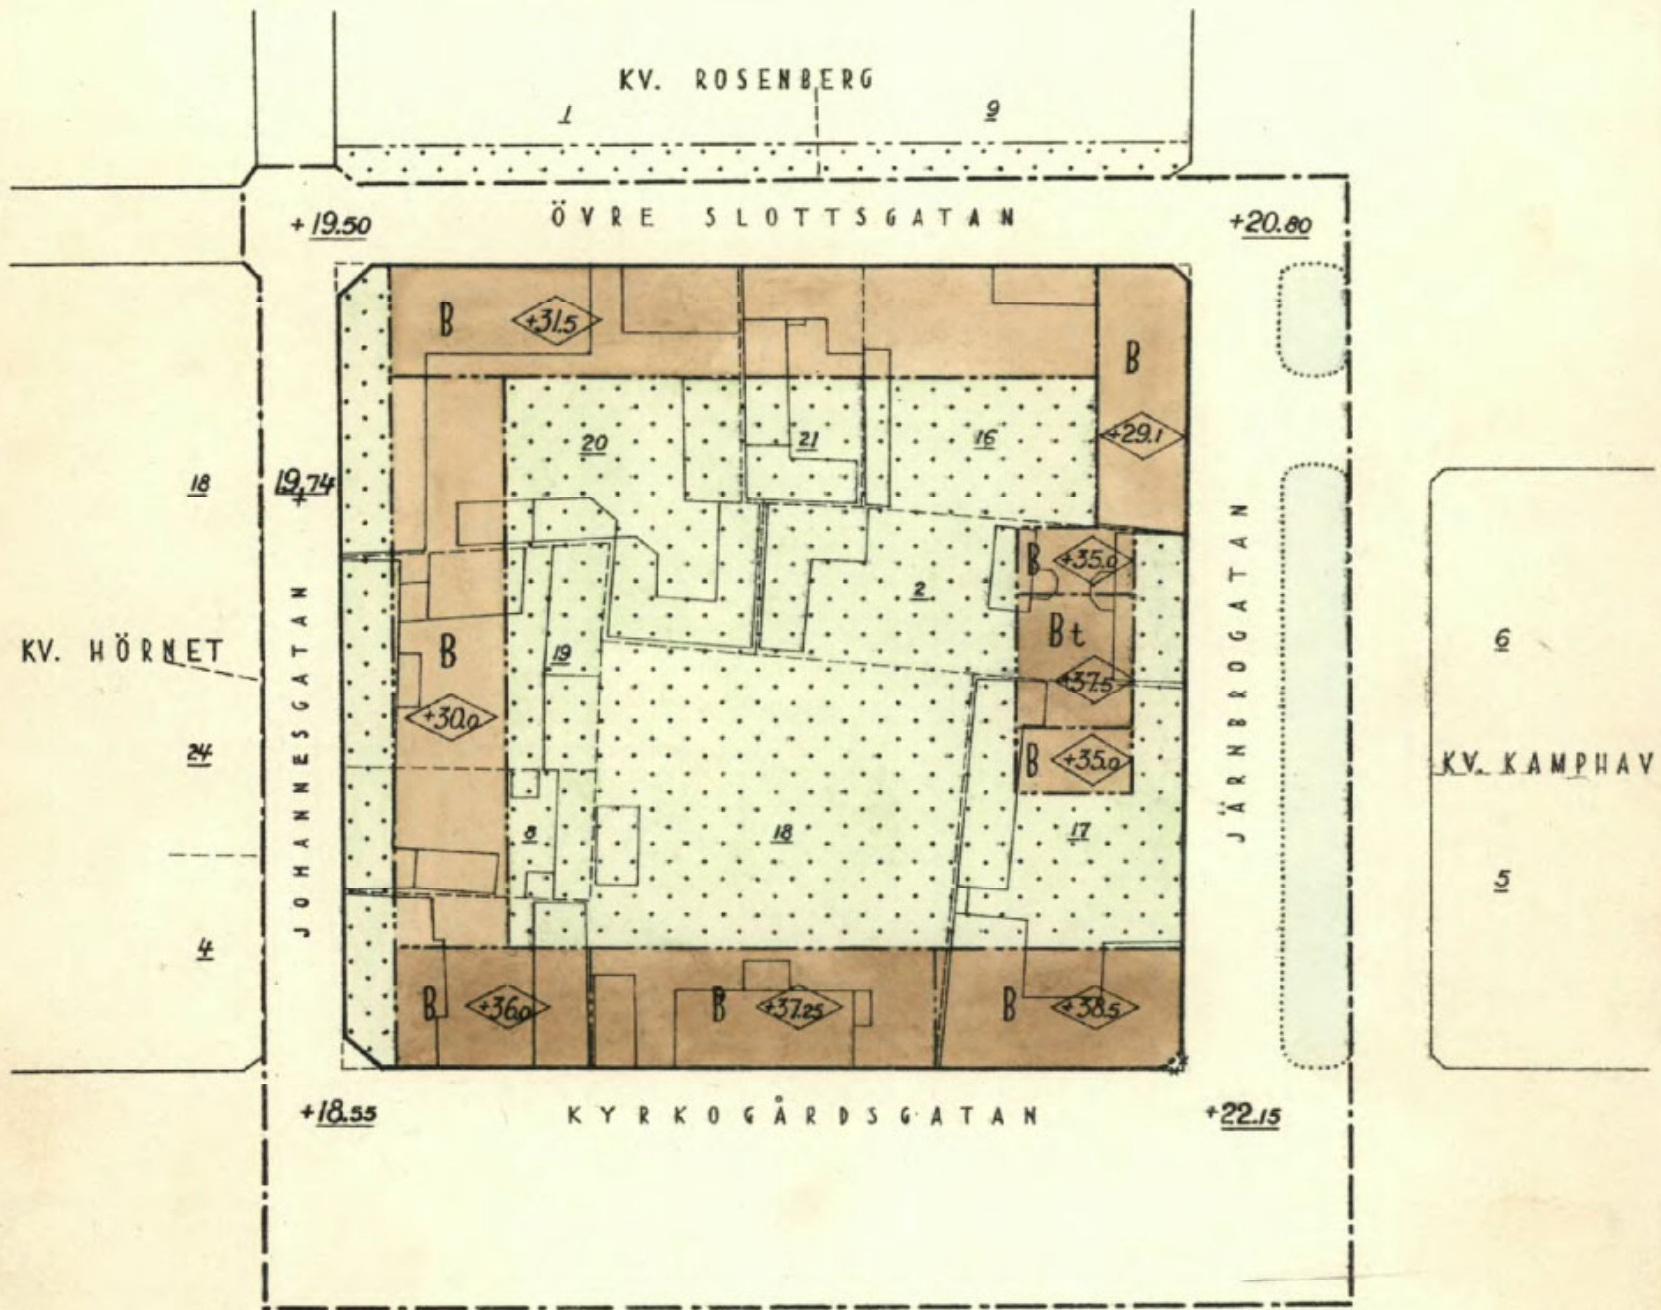 KV. ROSENBERG
1
9
+19.50
ÖVRE SLOTTSGATAN
+20.80
B
+31.5
B
+29.1
20
21
16
18
19.74
+
B
+35.0
2
Bt
+37.5
KV. HÖRNET
JOHANNESGATAN
B
19
+30.0
JÄRNBROGATAN
6
24
B
+35.0
KV. KAMPHAV
8
18
17
5
4
B
+36.0
B
+37.25
B
+38.5
+18.55
KYRKOGÅRDSGATAN
+22.15